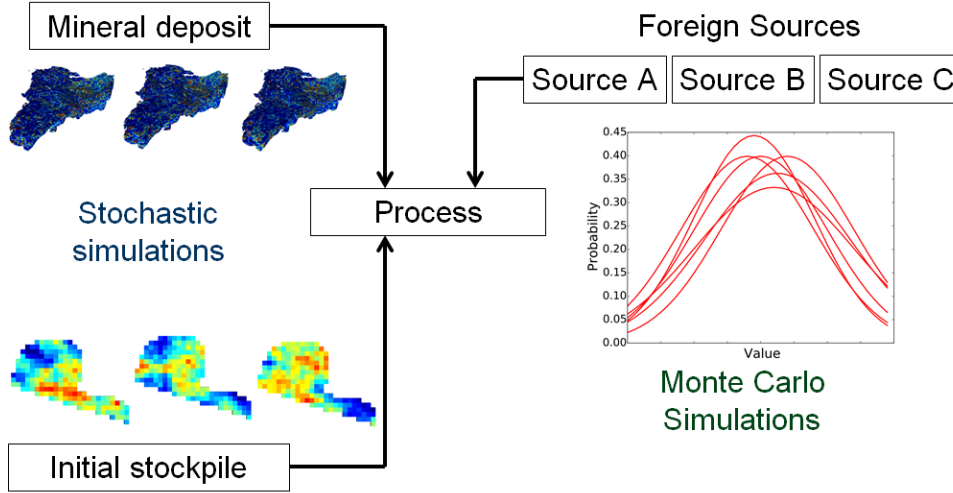 Mineral deposit
Foreign Sources
Source A
Source B
Source C
Stochastic
simulations
Process
0.45
0.40
0.35
0.30
0.25
0.20
0.15
0.10
0.05
0.00
Probability
Value
Monte Carlo
Simulations
Initial stockpile